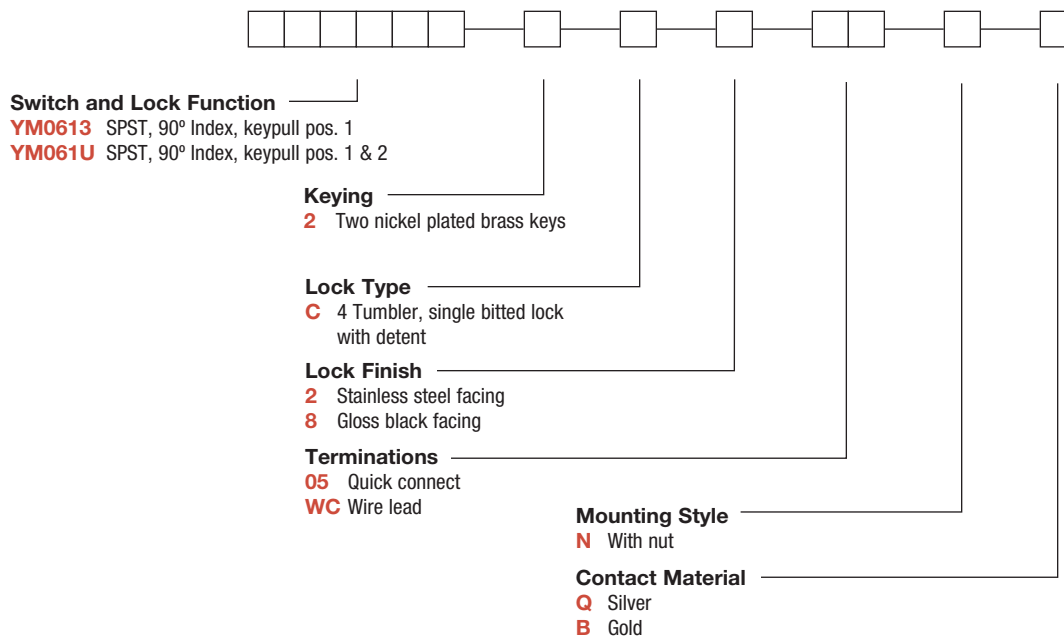 Switch and Lock Function
YM0613 SPST, 90º Index, keypull pos. 1
YM061U SPST, 90º Index, keypull pos. 1 & 2
Keying
2 Two nickel plated brass keys
Lock Type
C 4 Tumbler, single bitted lock
with detent
Lock Finish
2 Stainless steel facing
8 Gloss black facing
Terminations
05 Quick connect
WC Wire lead
Mounting Style
N With nut
Contact Material
Q Silver
B Gold